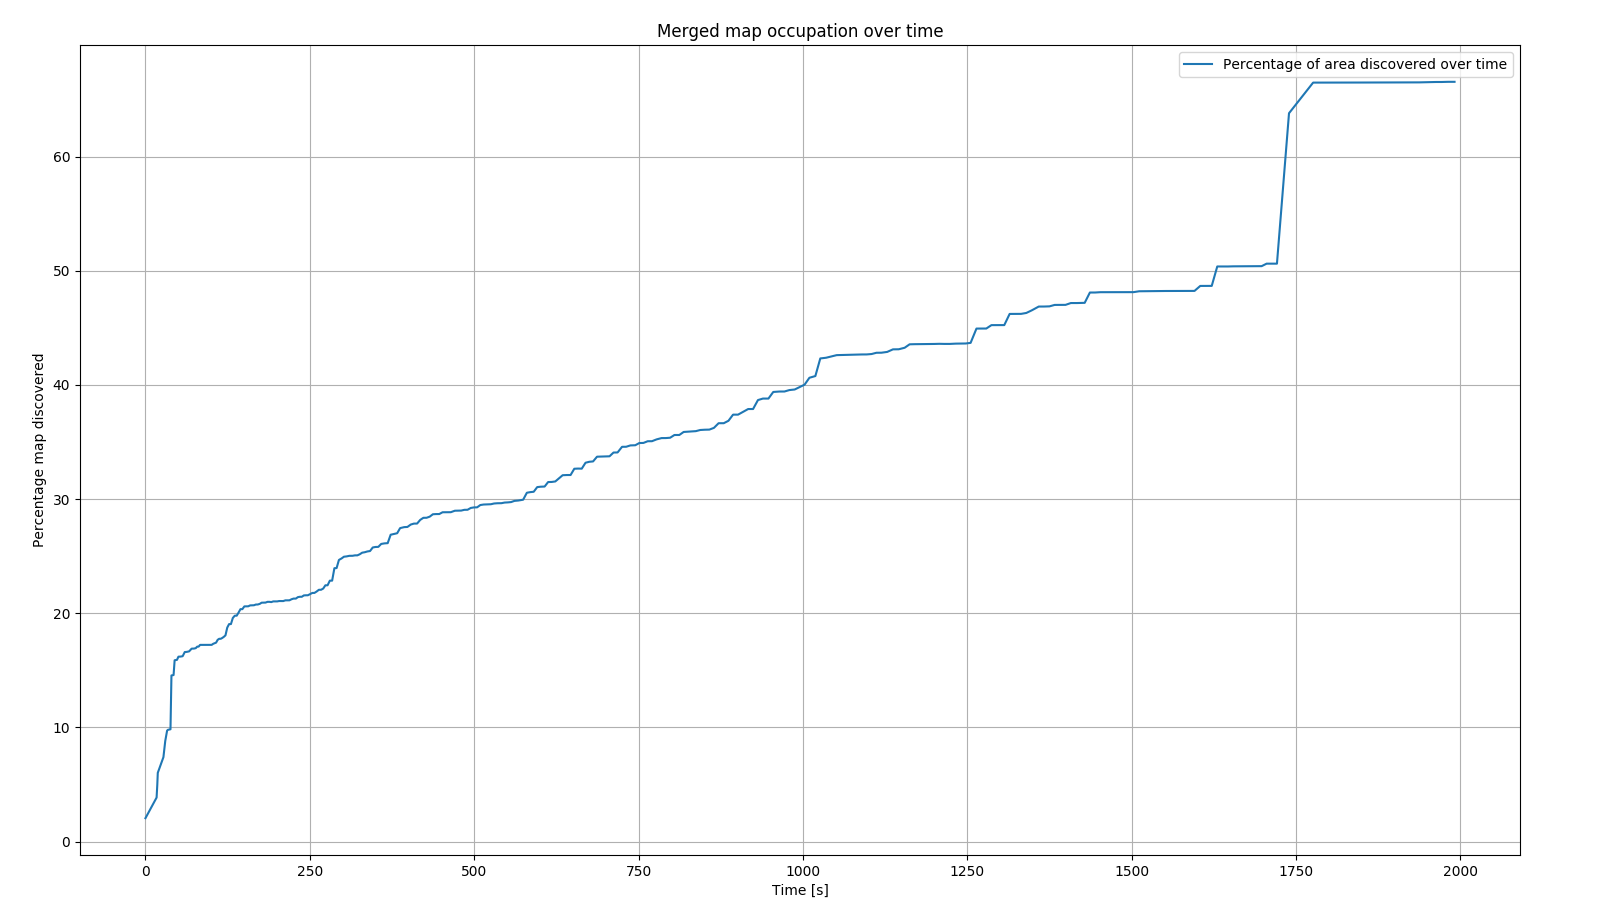 Merged map occupation over time
Percentage of area discovered over time
Percentage map discovered
60
50
40
30
20
10
0
0 250 500 750 1000 1250 1500 1750 2000
Time [s]